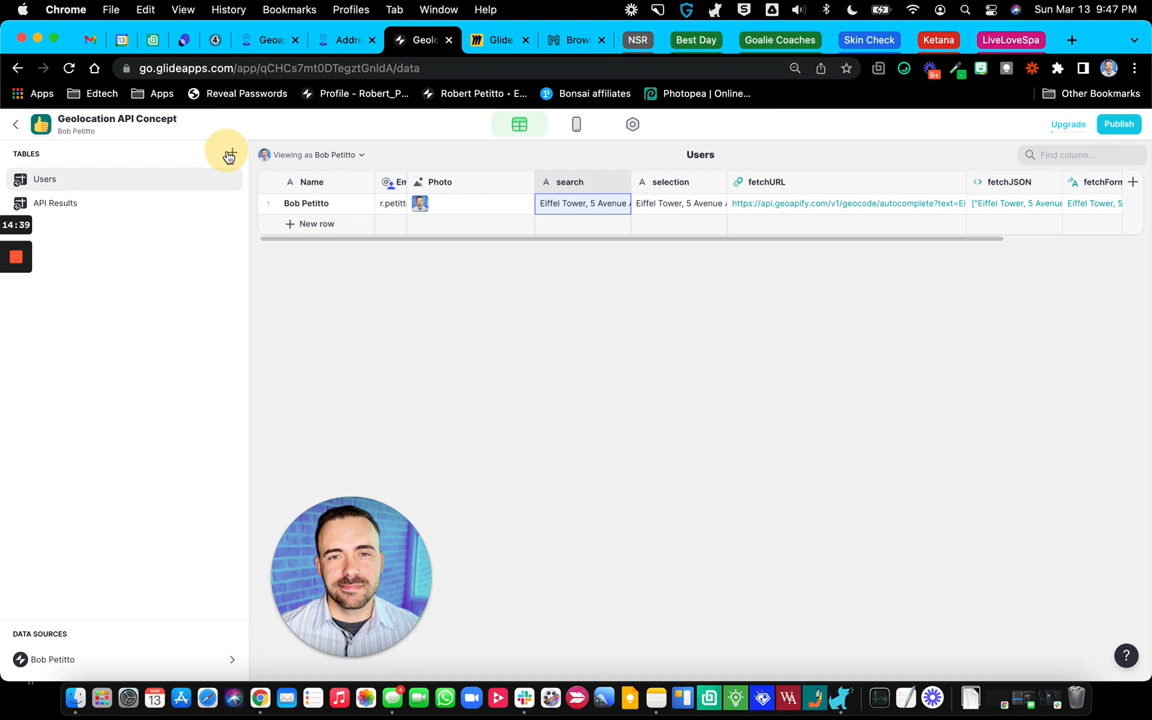 Chrome File Edit View History Bookmarks Profiles Tab Window Help Sun Mar 13 9:47 PM
Geoa Addre Geolo Glide Brow NSR Best Day Goalie Coaches Skin Check Ketana LiveLoveSpa
go.glideapps.com/app/qCHCs7mt0DTegztGnldA/data
Apps Edtech Apps Reveal Passwords Profile - Robert_P... Robert Petitto • E... Bonsai affiliates Photopea | Online... Other Bookmarks
Geolocation API Concept
Bob Petitto
Upgrade Publish
TABLES
Viewing as Bob Petitto Users Find column...
Users
Name Em Photo search selection fetchURL fetchJSON fetchForm
API Results
1 Bob Petitto r.petitt Eiffel Tower, 5 Avenue A Eiffel Tower, 5 Avenue https://api.geoapify.com/v1/geocode/autocomplete?text=Ei ["Eiffel Tower, 5 Avenue Eiffel Tower, 5
New row
14:39
DATA SOURCES
Bob Petitto
?